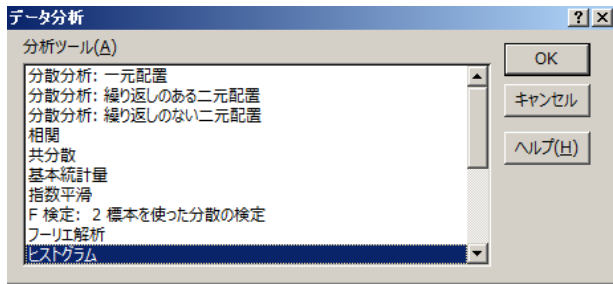 データ分析
分析ツール(A)
分散分析: 一元配置
分散分析: 繰り返しのある二元配置
分散分析: 繰り返しのない二元配置
相関
共分散
基本統計量
指数平滑
F 検定: 2 標本を使った分散の検定
フーリエ解析
ヒストグラム
OK
キャンセル
ヘルプ(H)